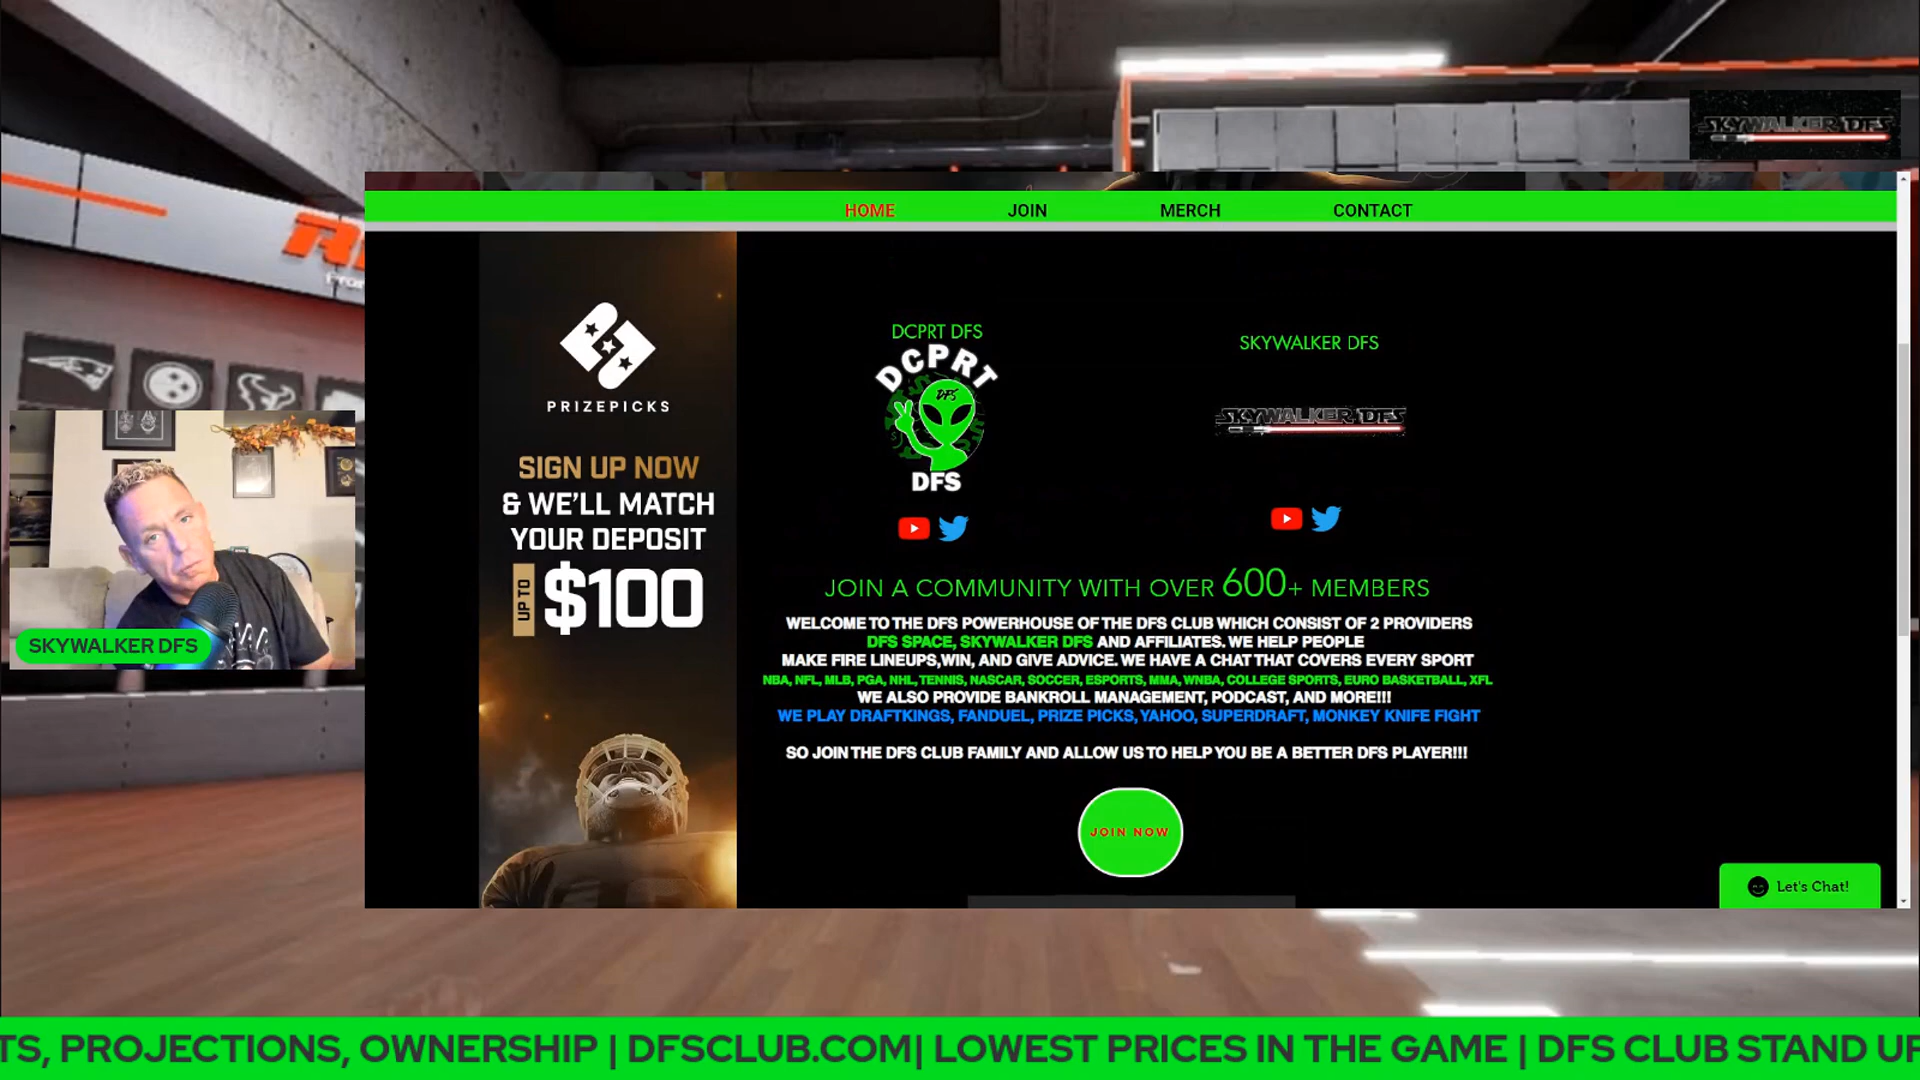 SKYWALKER DFS
HOME
JOIN
MERCH
CONTACT
PRIZEPICKS
SIGN UP NOW
& WE'LL MATCH
YOUR DEPOSIT
UP TO
$100
DCPRT DFS
DCPRT
DFS
DFS
SKYWALKER DFS
SKYWALKER DFS
JOIN A COMMUNITY WITH OVER 600+ MEMBERS
WELCOME TO THE DFS POWERHOUSE OF THE DFS CLUB WHICH CONSIST OF 2 PROVIDERS
DFS SPACE, SKYWALKER DFS AND AFFILIATES. WE HELP PEOPLE
MAKE FIRE LINEUPS,WIN, AND GIVE ADVICE. WE HAVE A CHAT THAT COVERS EVERY SPORT
NBA, NFL, MLB, PGA, NHL, TENNIS, NASCAR, SOCCER, ESPORTS, MMA, WNBA, COLLEGE SPORTS, EURO BASKETBALL, XFL
WE ALSO PROVIDE BANKROLL MANAGEMENT, PODCAST, AND MORE!!!
WE PLAY DRAFTKINGS, FANDUEL, PRIZE PICKS, YAHOO, SUPERDRAFT, MONKEY KNIFE FIGHT
SO JOIN THE DFS CLUB FAMILY AND ALLOW US TO HELP YOU BE A BETTER DFS PLAYER!!!
JOIN NOW
Let's Chat!
SKYWALKER DFS
TS, PROJECTIONS, OWNERSHIP | DFSCLUB.COM| LOWEST PRICES IN THE GAME | DFS CLUB STAND UP